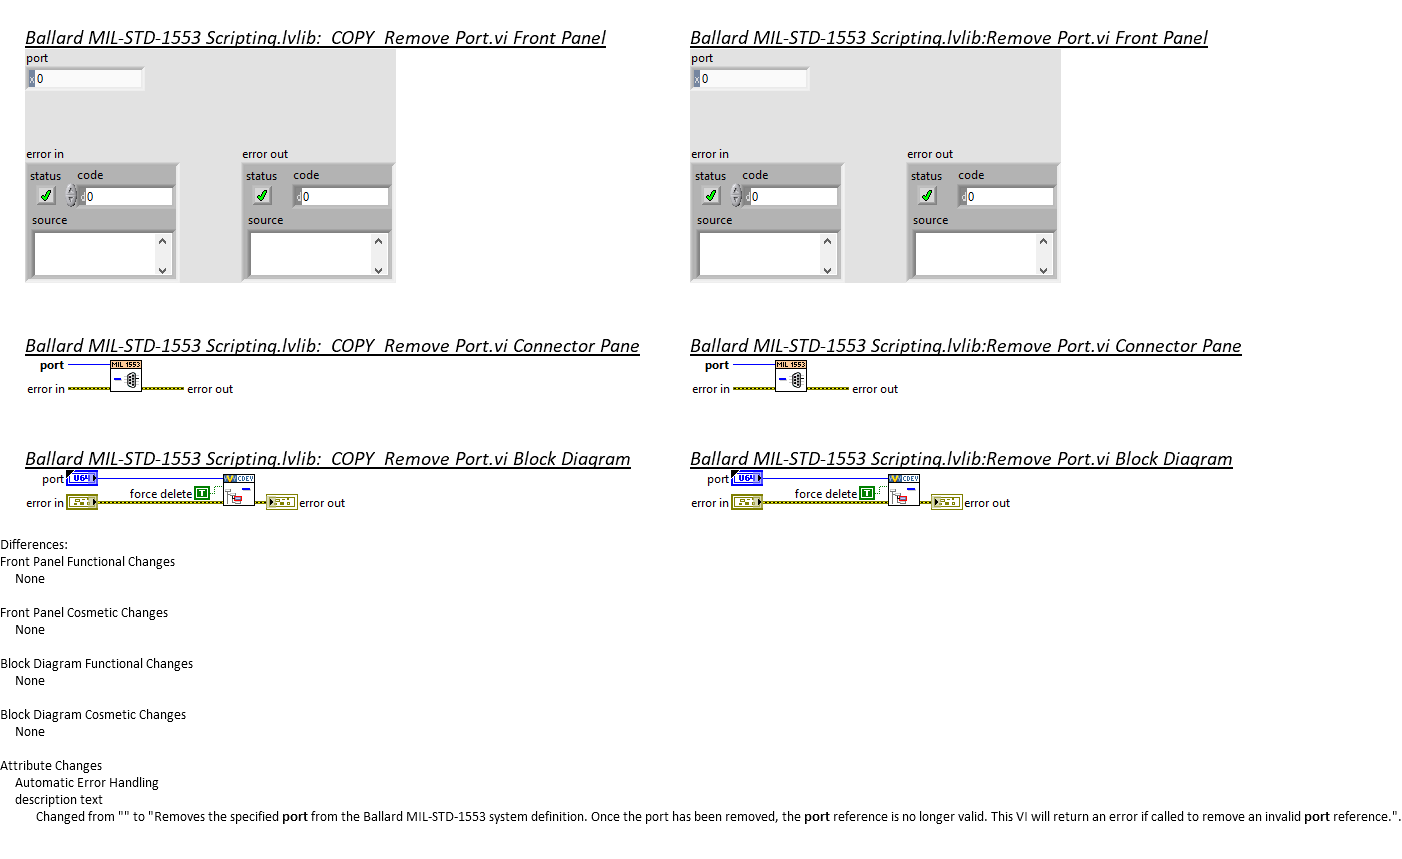 Ballard MIL-STD-1553 Scripting.lvlib:_COPY_Remove Port.vi Front Panel
port
x 0
error in
error out
status code
status code
d 0
d 0
source
source
Ballard MIL-STD-1553 Scripting.lvlib:Remove Port.vi Front Panel
port
x 0
error in
error out
status code
status code
d 0
d 0
source
source
Ballard MIL-STD-1553 Scripting.lvlib:_COPY_Remove Port.vi Connector Pane
port
MIL 1553
error in
error out
Ballard MIL-STD-1553 Scripting.lvlib:Remove Port.vi Connector Pane
port
MIL 1553
error in
error out
Ballard MIL-STD-1553 Scripting.lvlib:_COPY_Remove Port.vi Block Diagram
port U64
CDEV
force delete T
error in
error out
Ballard MIL-STD-1553 Scripting.lvlib:Remove Port.vi Block Diagram
port U64
CDEV
force delete T
error in
error out
Differences:
Front Panel Functional Changes
None
Front Panel Cosmetic Changes
None
Block Diagram Functional Changes
None
Block Diagram Cosmetic Changes
None
Attribute Changes
Automatic Error Handling
description text
Changed from "" to "Removes the specified port from the Ballard MIL-STD-1553 system definition. Once the port has been removed, the port reference is no longer valid. This VI will return an error if called to remove an invalid port reference.".